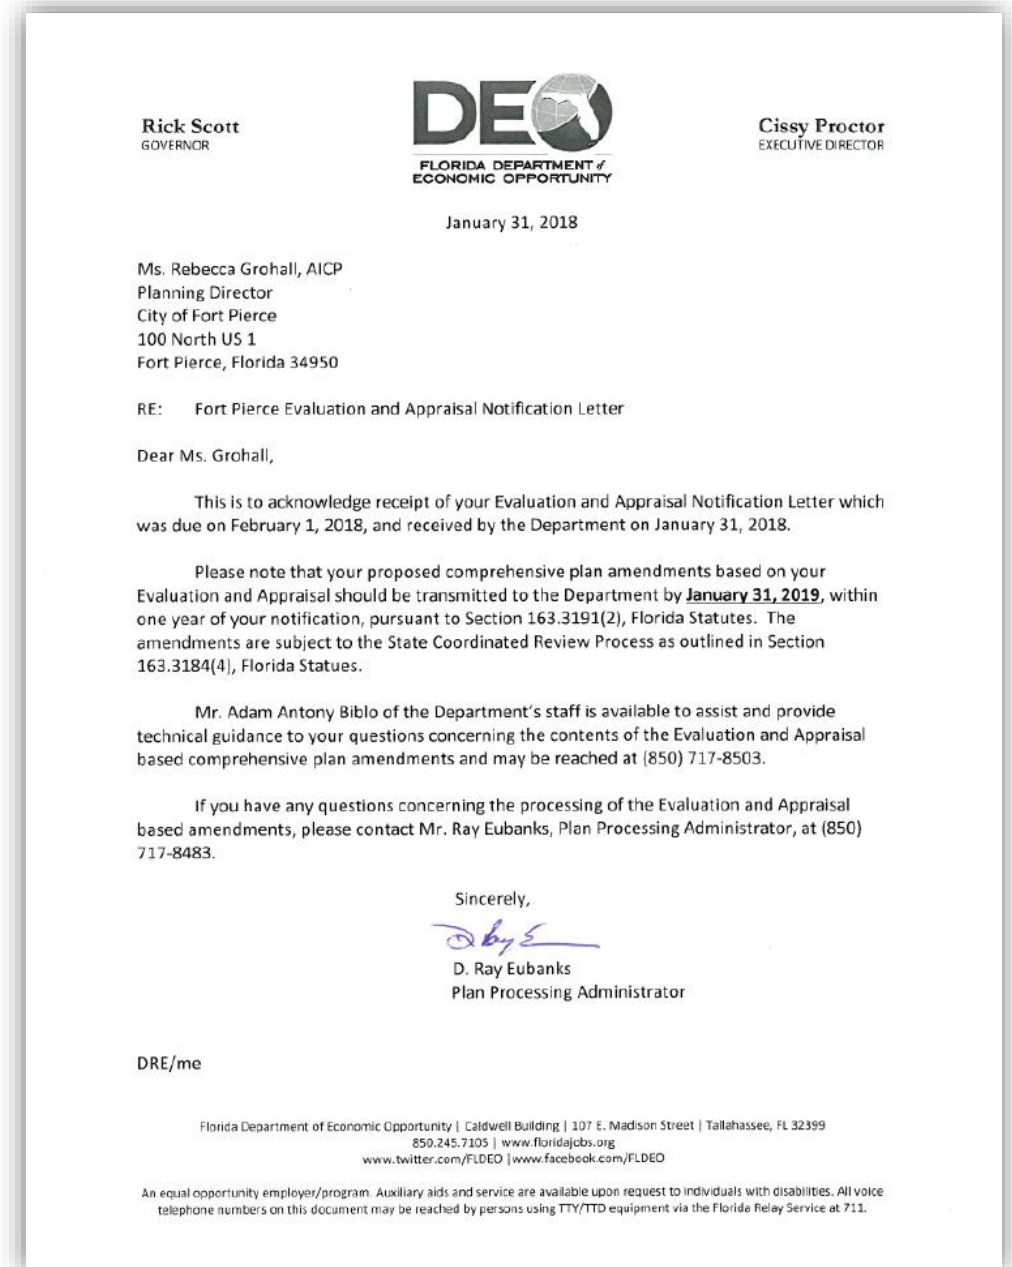 Rick Scott
GOVERNOR
DEO
FLORIDA DEPARTMENT of
ECONOMIC OPPORTUNITY
Cissy Proctor
EXECUTIVE DIRECTOR
January 31, 2018
Ms. Rebecca Grohall, AICP
Planning Director
City of Fort Pierce
100 North US 1
Fort Pierce, Florida 34950
RE: Fort Pierce Evaluation and Appraisal Notification Letter
Dear Ms. Grohall,
This is to acknowledge receipt of your Evaluation and Appraisal Notification Letter which
was due on February 1, 2018, and received by the Department on January 31, 2018.
Please note that your proposed comprehensive plan amendments based on your
Evaluation and Appraisal should be transmitted to the Department by January 31, 2019, within
one year of your notification, pursuant to Section 163.3191(2), Florida Statutes. The
amendments are subject to the State Coordinated Review Process as outlined in Section
163.3184(4), Florida Statues.
Mr. Adam Antony Biblo of the Department's staff is available to assist and provide
technical guidance to your questions concerning the contents of the Evaluation and Appraisal
based comprehensive plan amendments and may be reached at (850) 717-8503.
If you have any questions concerning the processing of the Evaluation and Appraisal
based amendments, please contact Mr. Ray Eubanks, Plan Processing Administrator, at (850)
717-8483.
Sincerely,
D Ray E
D. Ray Eubanks
Plan Processing Administrator
DRE/me
Florida Department of Economic Opportunity | Caldwell Building | 107 E. Madison Street | Tallahassee, FL 32399
850.245.7105 | www.floridajobs.org
www.twitter.com/FLDEO |www.facebook.com/FLDEO
An equal opportunity employer/program. Auxiliary aids and service are available upon request to individuals with disabilities. All voice
telephone numbers on this document may be reached by persons using TTY/TTD equipment via the Florida Relay Service at 711.